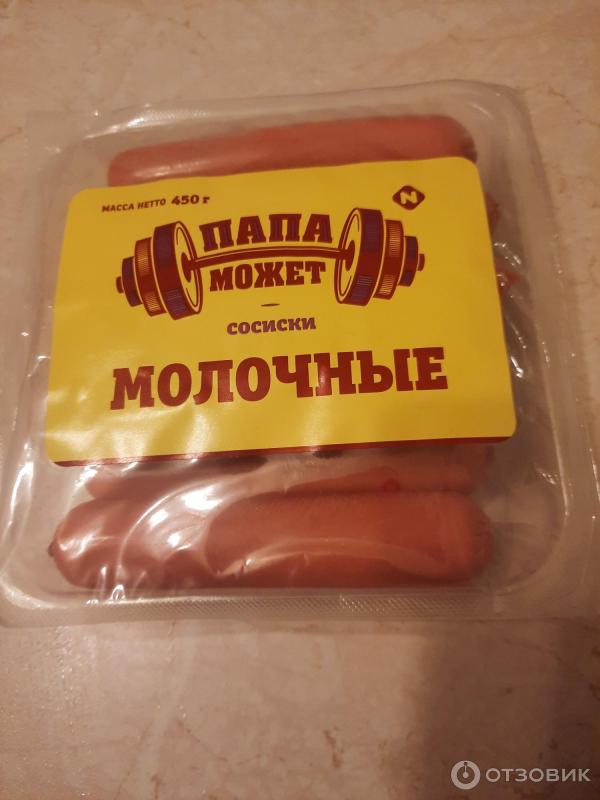 МАССА НЕТТО 450 г
N
ПАПА
МОЖЕТ
СОСИСКИ
МОЛОЧНЫЕ
ОТЗОВИК